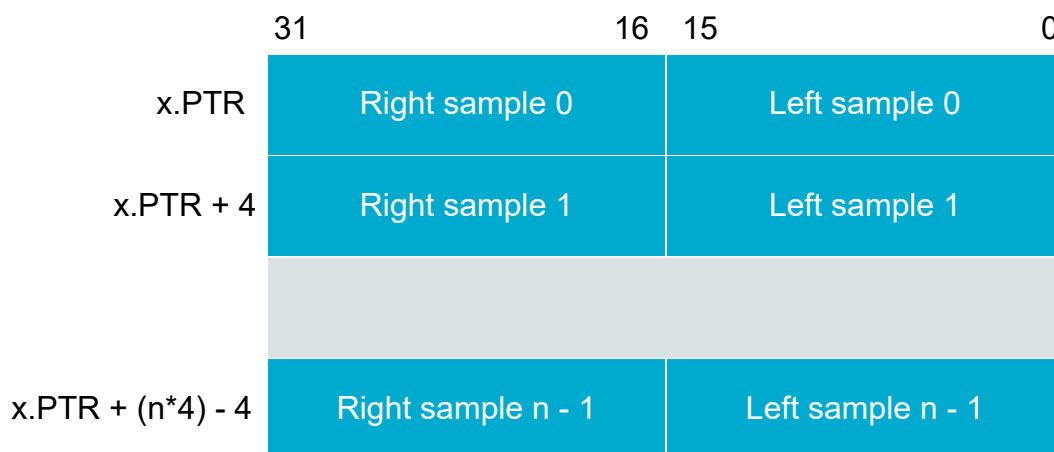 31 16 15 0
x.PTR Right sample 0 Left sample 0
x.PTR + 4 Right sample 1 Left sample 1
x.PTR + (n*4) - 4 Right sample n - 1 Left sample n - 1